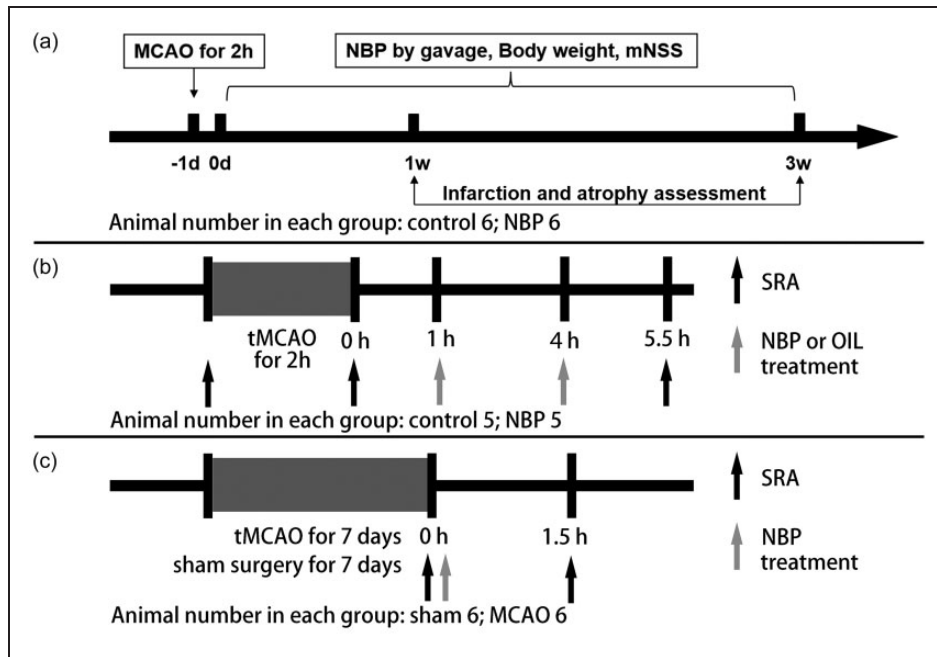 (a)
MCAO for 2h
NBP by gavage, Body weight, mNSS
-1d 0d 1w 3w
Infarction and atrophy assessment
Animal number in each group: control 6; NBP 6
(b)
SRA
tMCAO for 2h
0 h 1 h 4 h 5.5 h
NBP or OIL
treatment
Animal number in each group: control 5; NBP 5
(c)
SRA
tMCAO for 7 days 0 h 1.5 h
sham surgery for 7 days
NBP
treatment
Animal number in each group: sham 6; MCAO 6